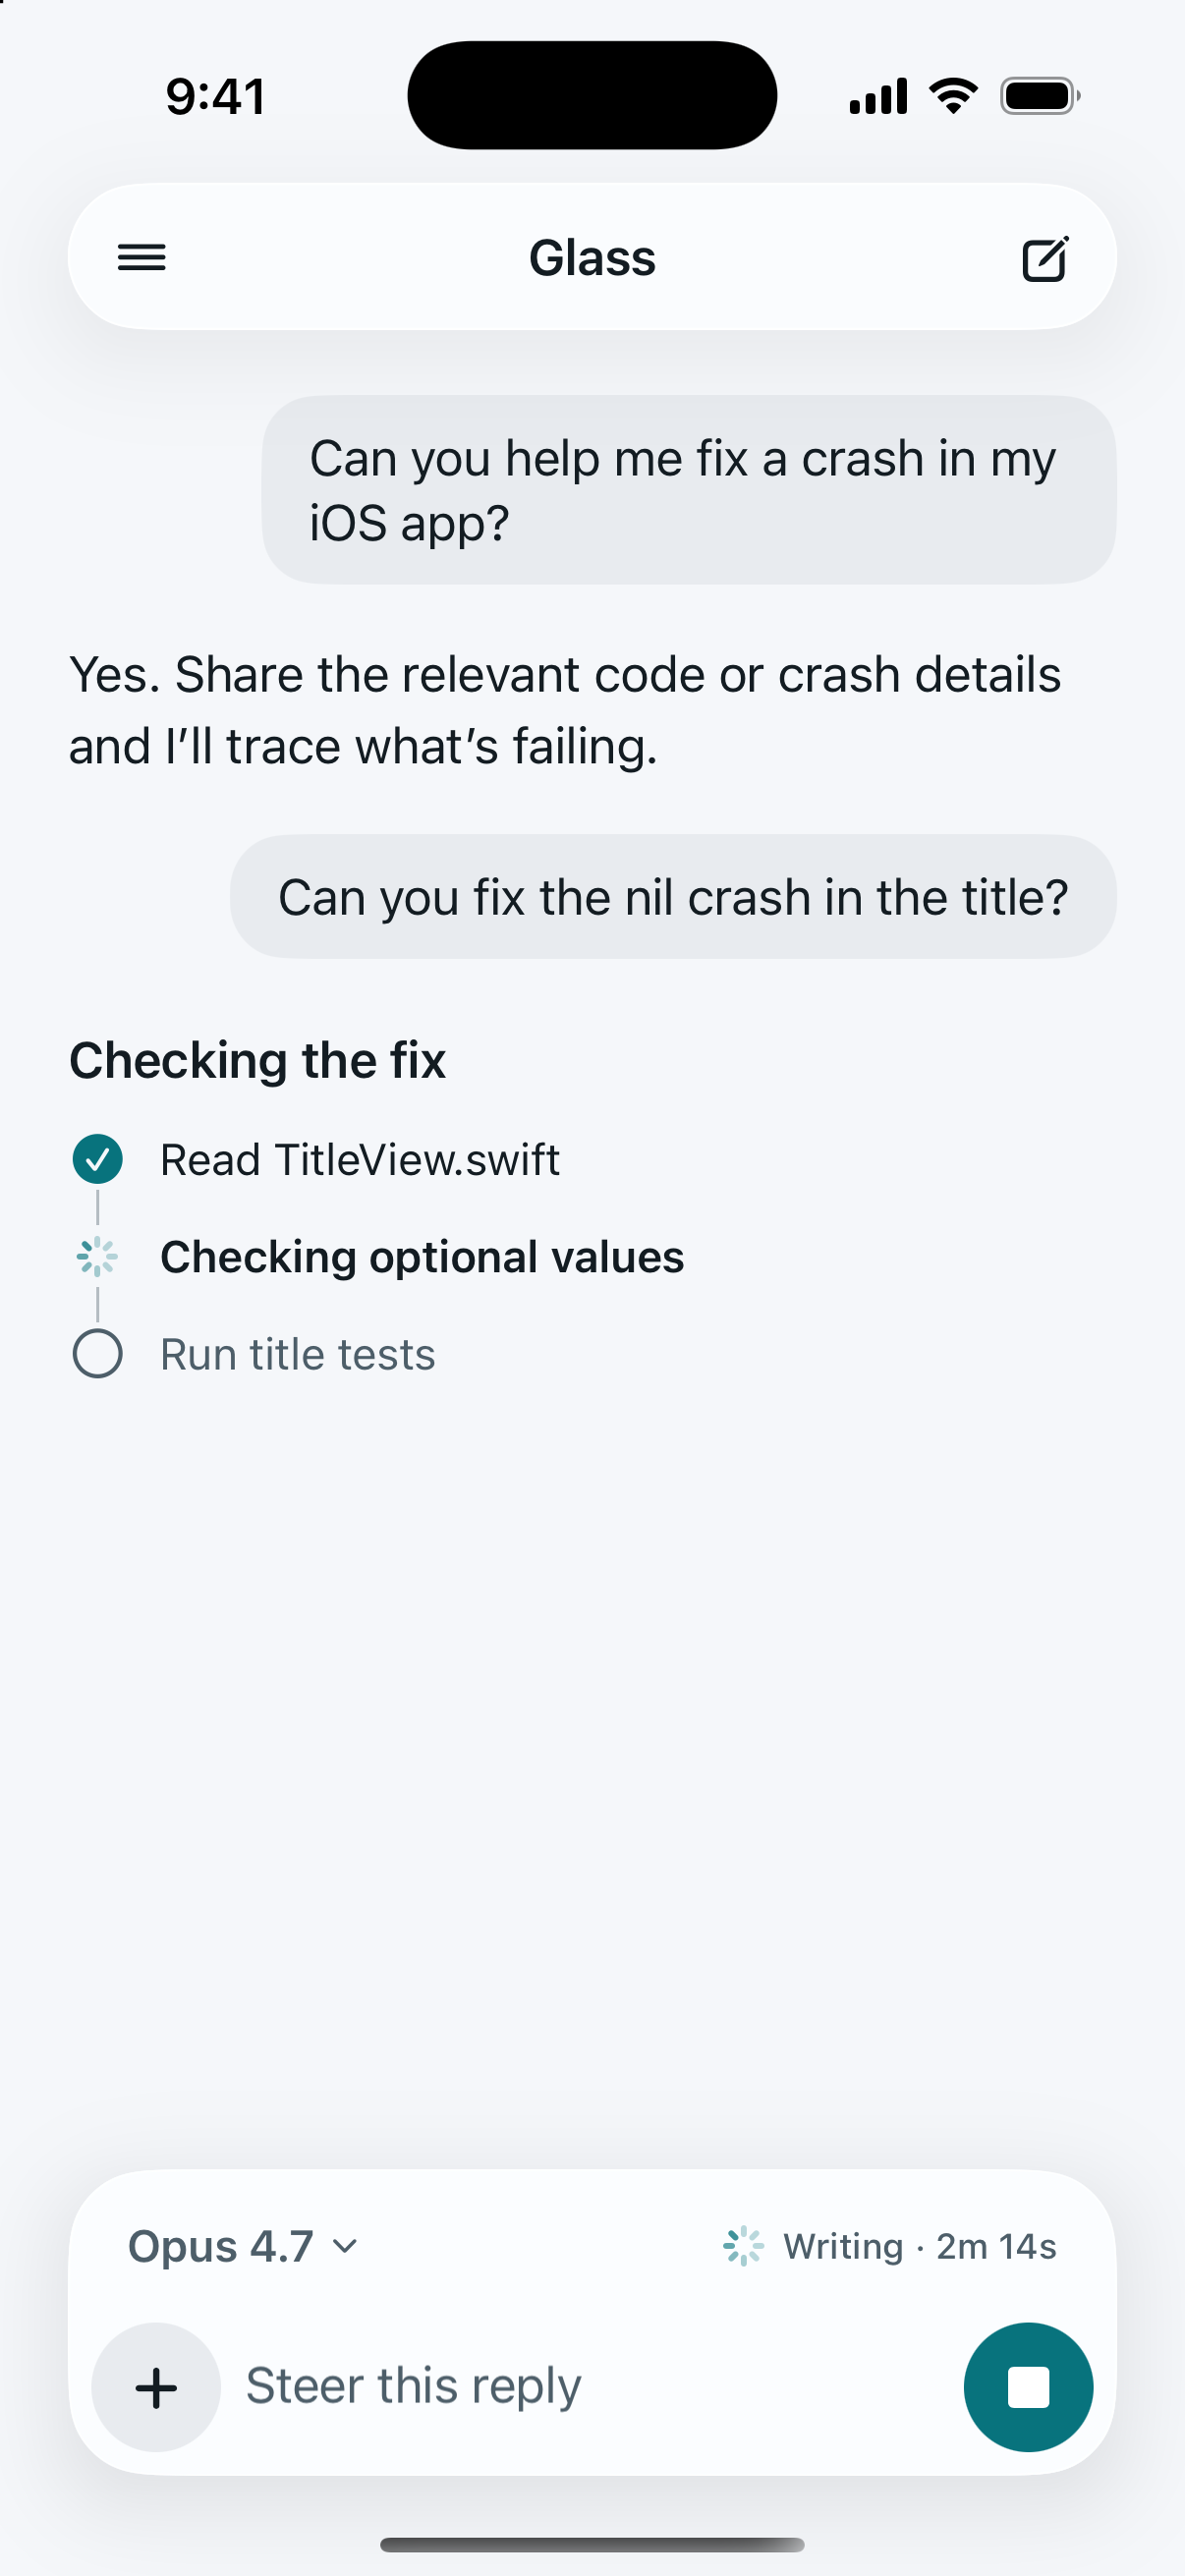 9:41
Glass
Can you help me fix a crash in my
iOS app?
Yes. Share the relevant code or crash details
and I’ll trace what’s failing.
Can you fix the nil crash in the title?
Checking the fix
Read TitleView.swift
Checking optional values
Run title tests
Opus 4.7
Writing · 2m 14s
Steer this reply